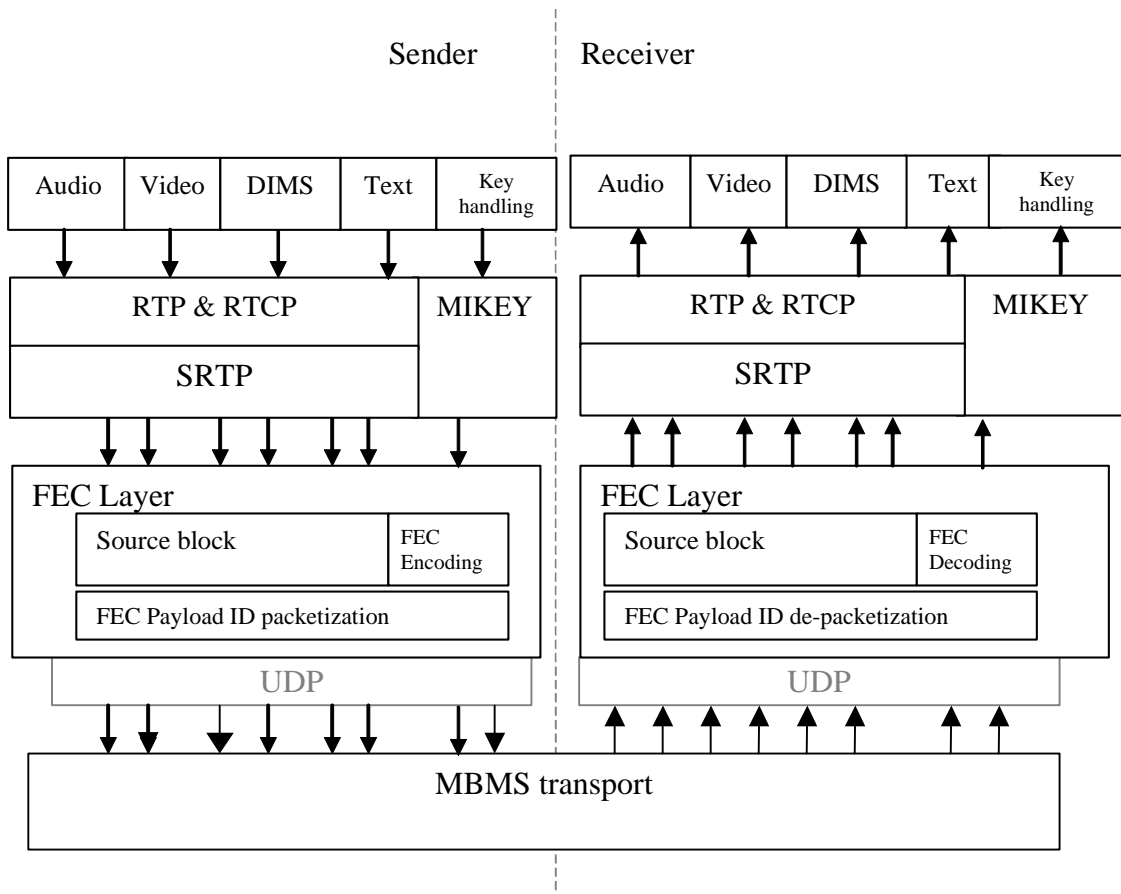 Sender Receiver
Audio Video DIMS Text Key handling Audio Video DIMS Text Key handling
RTP & RTCP MIKEY RTP & RTCP MIKEY
SRTP SRTP
FEC Layer FEC Layer
Source block FEC Encoding Source block FEC Decoding
FEC Payload ID packetization FEC Payload ID de-packetization
UDP UDP
MBMS transport